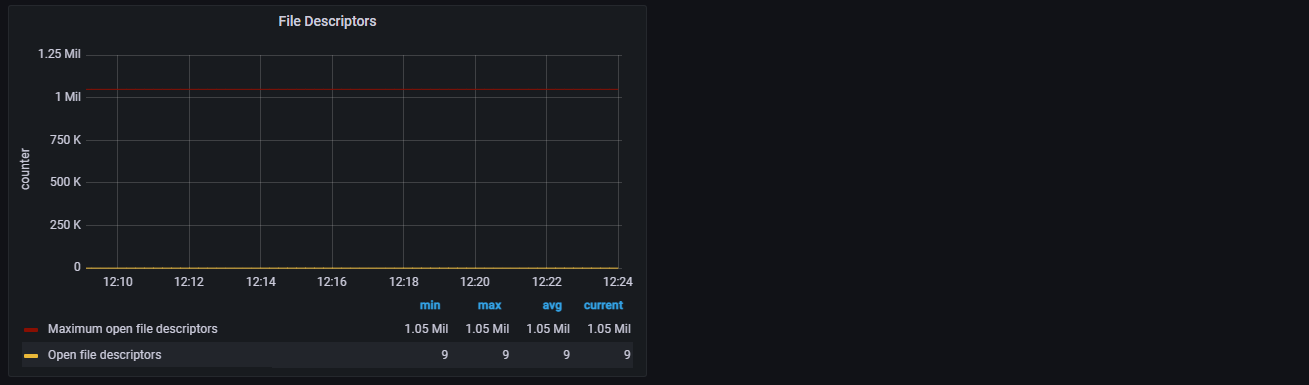 File Descriptors
1.25 Mil
1 Mil
750 K
500 K
250 K
0
counter
12:10 12:12 12:14 12:16 12:18 12:20 12:22 12:24
min max avg current
Maximum open file descriptors 1.05 Mil 1.05 Mil 1.05 Mil 1.05 Mil
Open file descriptors 9 9 9 9